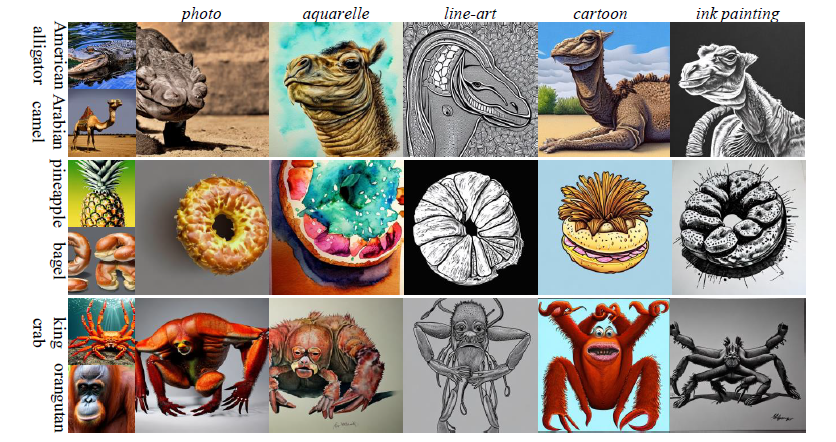 photo
aquarelle
line-art
cartoon
ink painting
American
alligator
Arabian
camel
pineapple
bagel
king
crab
orangutan